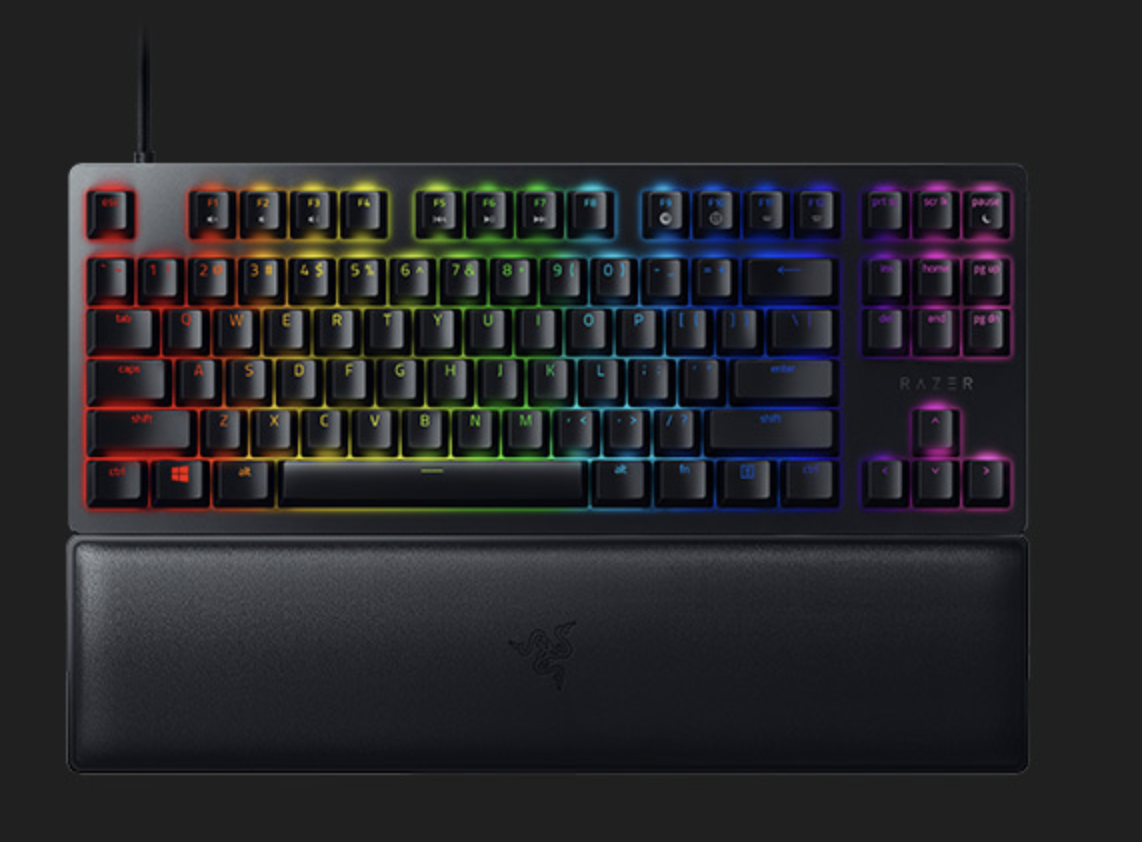 esc F1 F2 F3 F4 F5 F6 F7 F8 F9 F10 F11 F12 prt s scr lk pause
` ~ 1 2 @ 3 # 4 $ 5 % 6 ^ 7 & 8 * 9 ( 0 ) - _ = + ← ins home pg up
tab Q W E R T Y U I O P [ { ] } \ | del end pg dn
caps A S D F G H J K L ; : ' " enter
RAZER
shift Z X C V B N M , < . > / ? shift ^
ctrl alt alt fn ctrl < v >